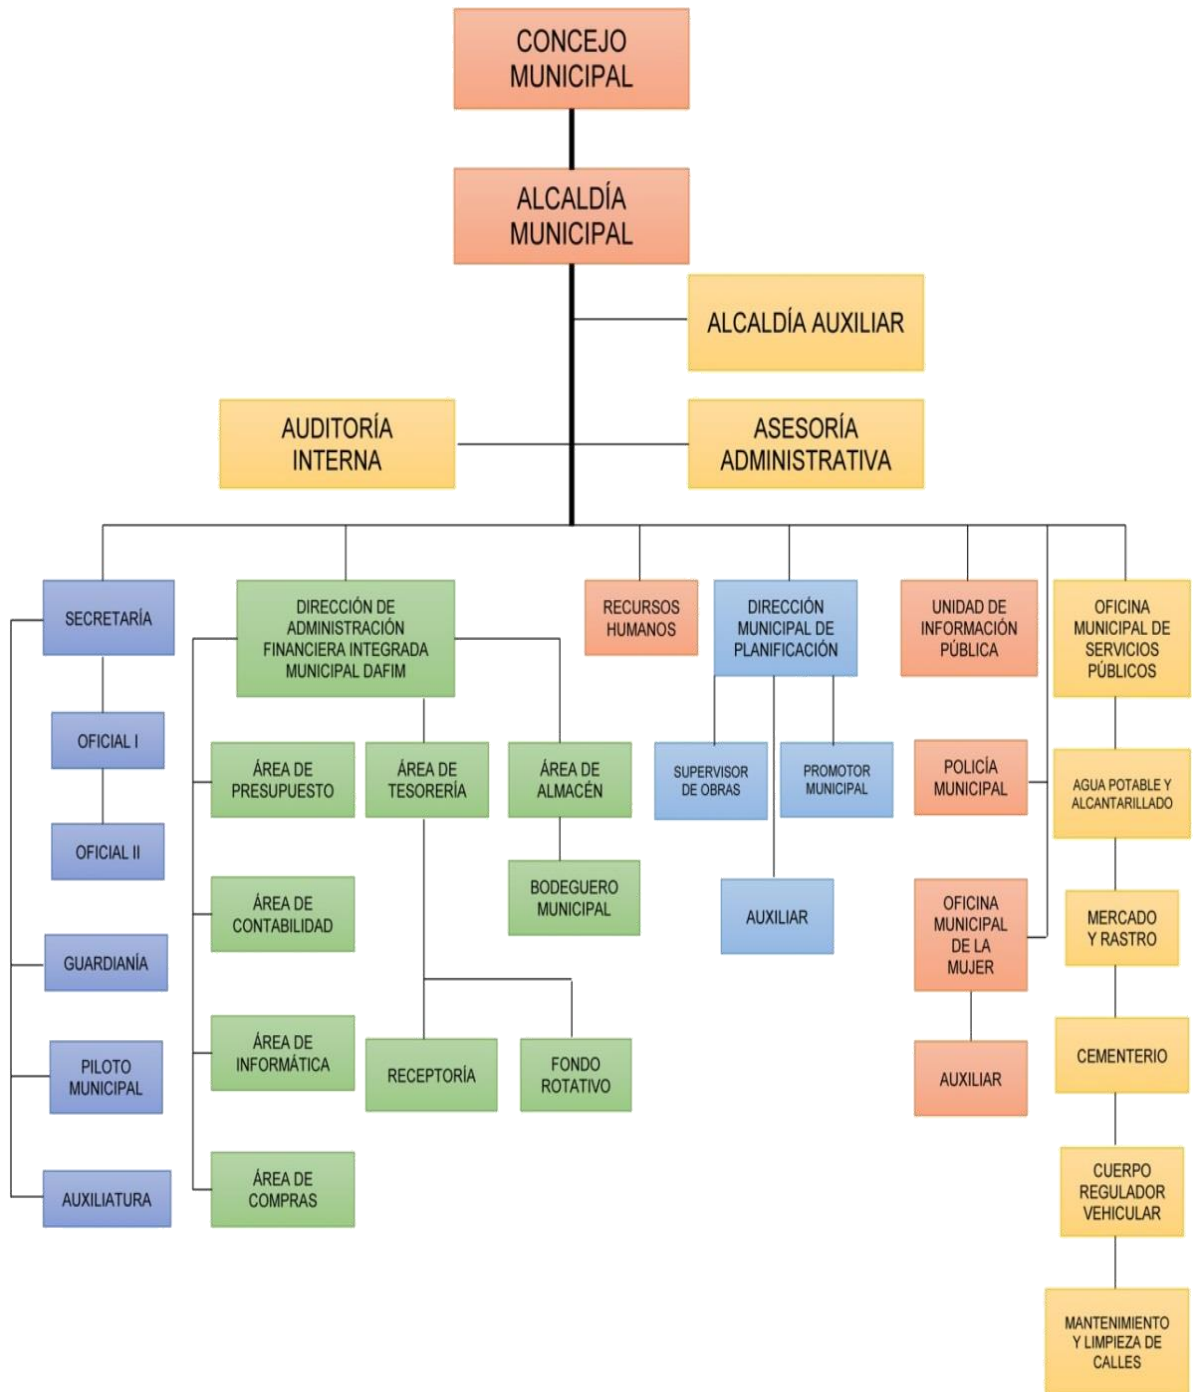 CONCEJO
MUNICIPAL
ALCALDÍA
MUNICIPAL
ALCALDÍA AUXILIAR
AUDITORÍA
INTERNA
ASESORÍA
ADMINISTRATIVA
SECRETARÍA
OFICIAL I
OFICIAL II
GUARDIANÍA
PILOTO
MUNICIPAL
AUXILIATURA
DIRECCIÓN DE
ADMINISTRACIÓN
FINANCIERA INTEGRADA
MUNICIPAL DAFIM
ÁREA DE
PRESUPUESTO
ÁREA DE
CONTABILIDAD
ÁREA DE
INFORMÁTICA
ÁREA DE
COMPRAS
ÁREA DE
TESORERÍA
RECEPTORÍA
FONDO
ROTATIVO
ÁREA DE
ALMACÉN
BODEGUERO
MUNICIPAL
RECURSOS
HUMANOS
DIRECCIÓN
MUNICIPAL DE
PLANIFICACIÓN
SUPERVISOR
DE OBRAS
PROMOTOR
MUNICIPAL
AUXILIAR
UNIDAD DE
INFORMACIÓN
PÚBLICA
POLICÍA
MUNICIPAL
OFICINA
MUNICIPAL
DE LA
MUJER
AUXILIAR
OFICINA
MUNICIPAL DE
SERVICIOS
PÚBLICOS
AGUA POTABLE Y
ALCANTARILLADO
MERCADO
Y RASTRO
CEMENTERIO
CUERPO
REGULADOR
VEHICULAR
MANTENIMIENTO
Y LIMPIEZA DE
CALLES